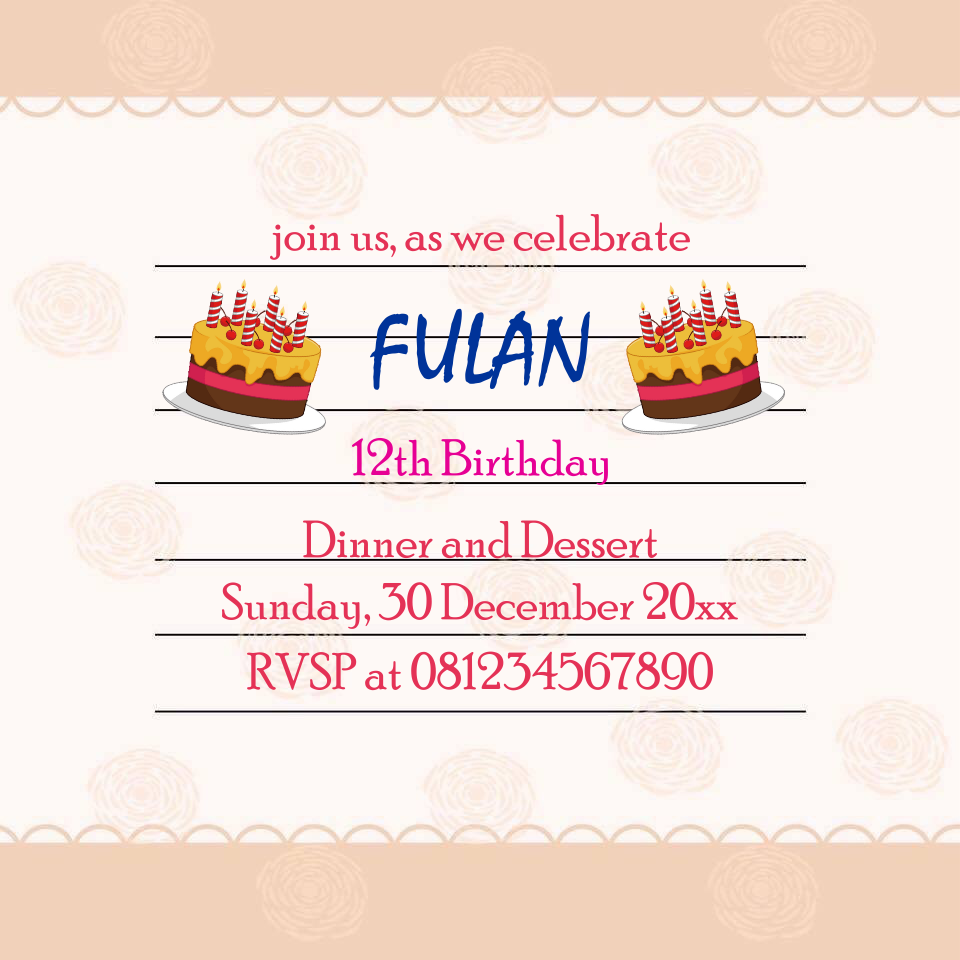 join us, as we celebrate
FULAN
12th Birthday
Dinner and Dessert
Sunday, 30 December 20xx
RVSP at 081234567890